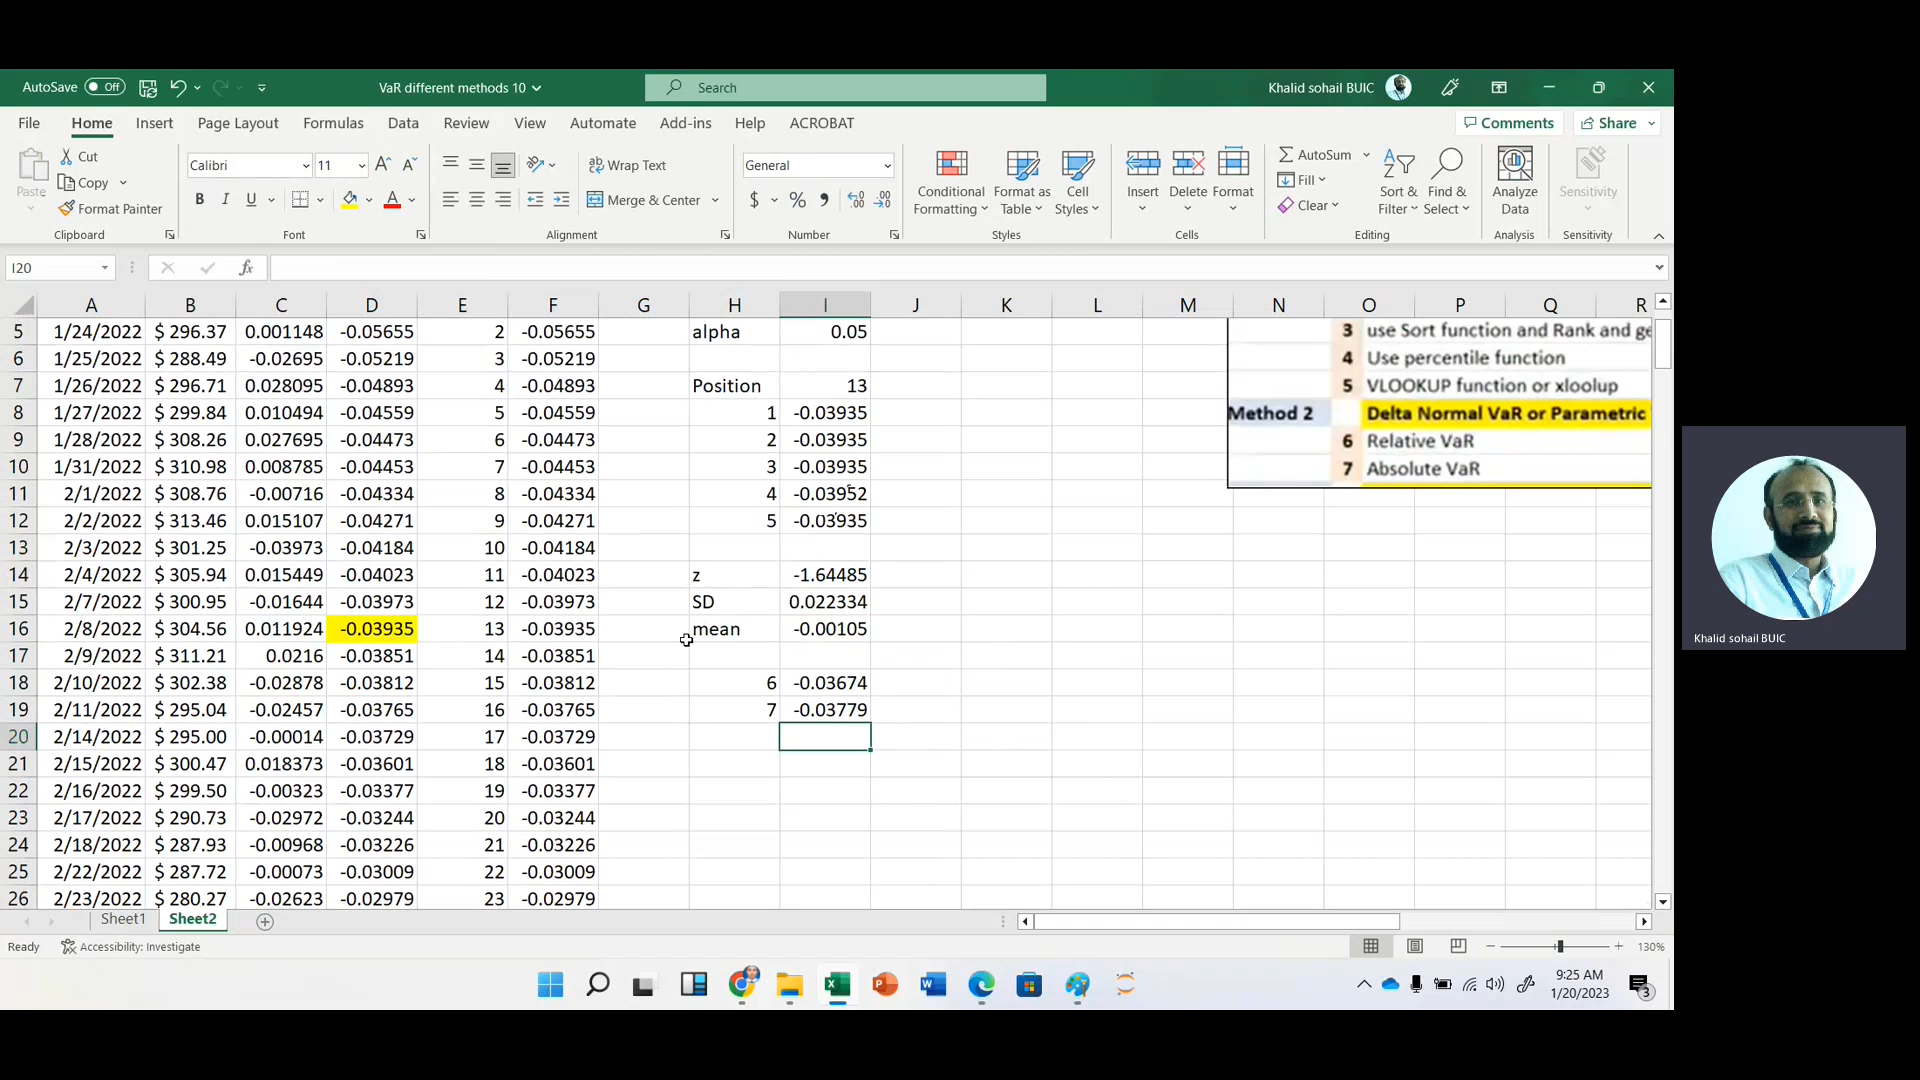 AutoSave Off VaR different methods 10 Search Khalid sohail BUIC
File Home Insert Page Layout Formulas Data Review View Automate Add-ins Help ACROBAT Comments Share
Paste Cut Copy Format Painter Clipboard
Calibri 11 B I U A A Font
Wrap Text Merge & Center Alignment
General $ % Number
Conditional Formatting Format as Table Cell Styles Styles
Insert Delete Format Cells
AutoSum Fill Clear Sort & Filter Find & Select Editing
Analyze Data Analysis
Sensitivity Sensitivity
I20 fx
A B C D E F G H I J K L M N O P Q R
5 1/24/2022 $ 296.37 0.001148 -0.05655 2 -0.05655 alpha 0.05 3 use Sort function and Rank and ge
6 1/25/2022 $ 288.49 -0.02695 -0.05219 3 -0.05219 4 Use percentile function
7 1/26/2022 $ 296.71 0.028095 -0.04893 4 -0.04893 Position 13 5 VLOOKUP function or xloolup
8 1/27/2022 $ 299.84 0.010494 -0.04559 5 -0.04559 1 -0.03935 Method 2 Delta Normal VaR or Parametric
9 1/28/2022 $ 308.26 0.027695 -0.04473 6 -0.04473 2 -0.03935 6 Relative VaR
10 1/31/2022 $ 310.98 0.008785 -0.04453 7 -0.04453 3 -0.03935 7 Absolute VaR
11 2/1/2022 $ 308.76 -0.00716 -0.04334 8 -0.04334 4 -0.03952
12 2/2/2022 $ 313.46 0.015107 -0.04271 9 -0.04271 5 -0.03935
13 2/3/2022 $ 301.25 -0.03973 -0.04184 10 -0.04184
14 2/4/2022 $ 305.94 0.015449 -0.04023 11 -0.04023 z -1.64485
15 2/7/2022 $ 300.95 -0.01644 -0.03973 12 -0.03973 SD 0.022334
16 2/8/2022 $ 304.56 0.011924 -0.03935 13 -0.03935 mean -0.00105
17 2/9/2022 $ 311.21 0.0216 -0.03851 14 -0.03851
18 2/10/2022 $ 302.38 -0.02878 -0.03812 15 -0.03812 6 -0.03674
19 2/11/2022 $ 295.04 -0.02457 -0.03765 16 -0.03765 7 -0.03779
20 2/14/2022 $ 295.00 -0.00014 -0.03729 17 -0.03729
21 2/15/2022 $ 300.47 0.018373 -0.03601 18 -0.03601
22 2/16/2022 $ 299.50 -0.00323 -0.03377 19 -0.03377
23 2/17/2022 $ 290.73 -0.02972 -0.03244 20 -0.03244
24 2/18/2022 $ 287.93 -0.00968 -0.03226 21 -0.03226
25 2/22/2022 $ 287.72 -0.00073 -0.03009 22 -0.03009
26 2/23/2022 $ 280.27 -0.02623 -0.02979 23 -0.02979
Sheet1 Sheet2
Ready Accessibility: Investigate 130%
9:25 AM
1/20/2023
3
Khalid sohail BUIC